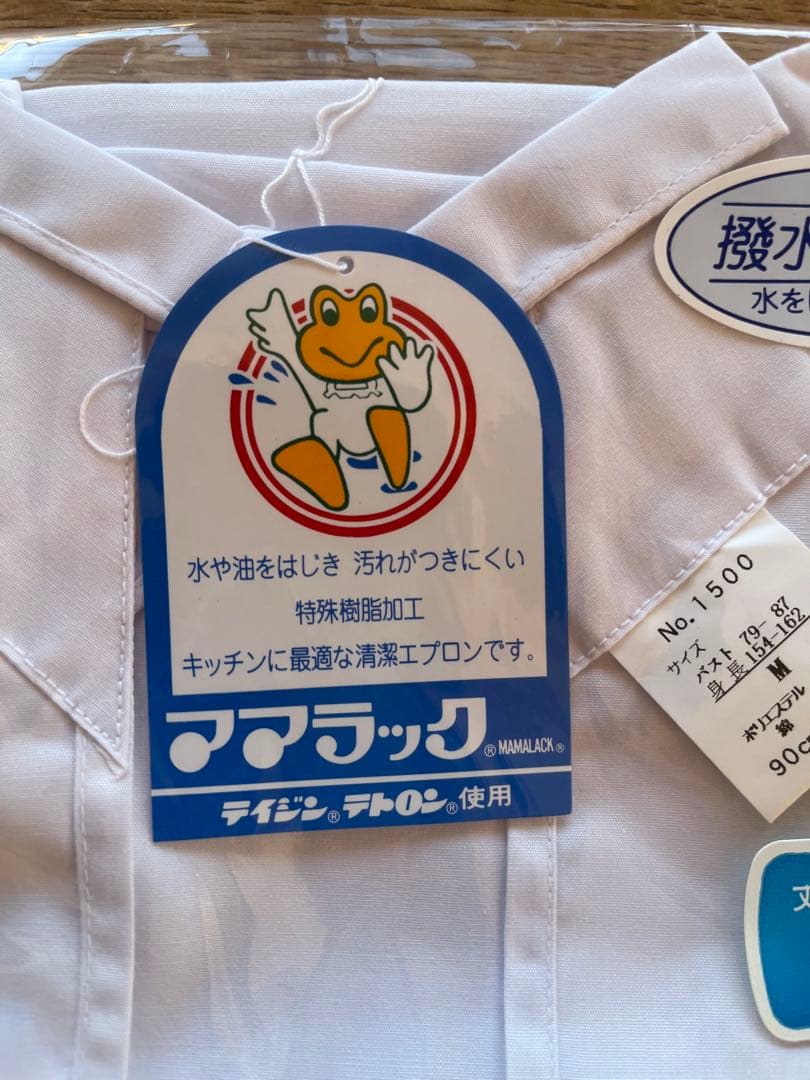 水や油をはじき 汚れがつきにくい
特殊樹脂加工
キッチンに最適な清潔エプロンです。
ママラック® MAMALACK®
テイジン® テトロン® 使用
撥水
水を
No.1500
サイズ
バスト 79-87
身長 154-162
M
ポリエステル
綿
90c
丈